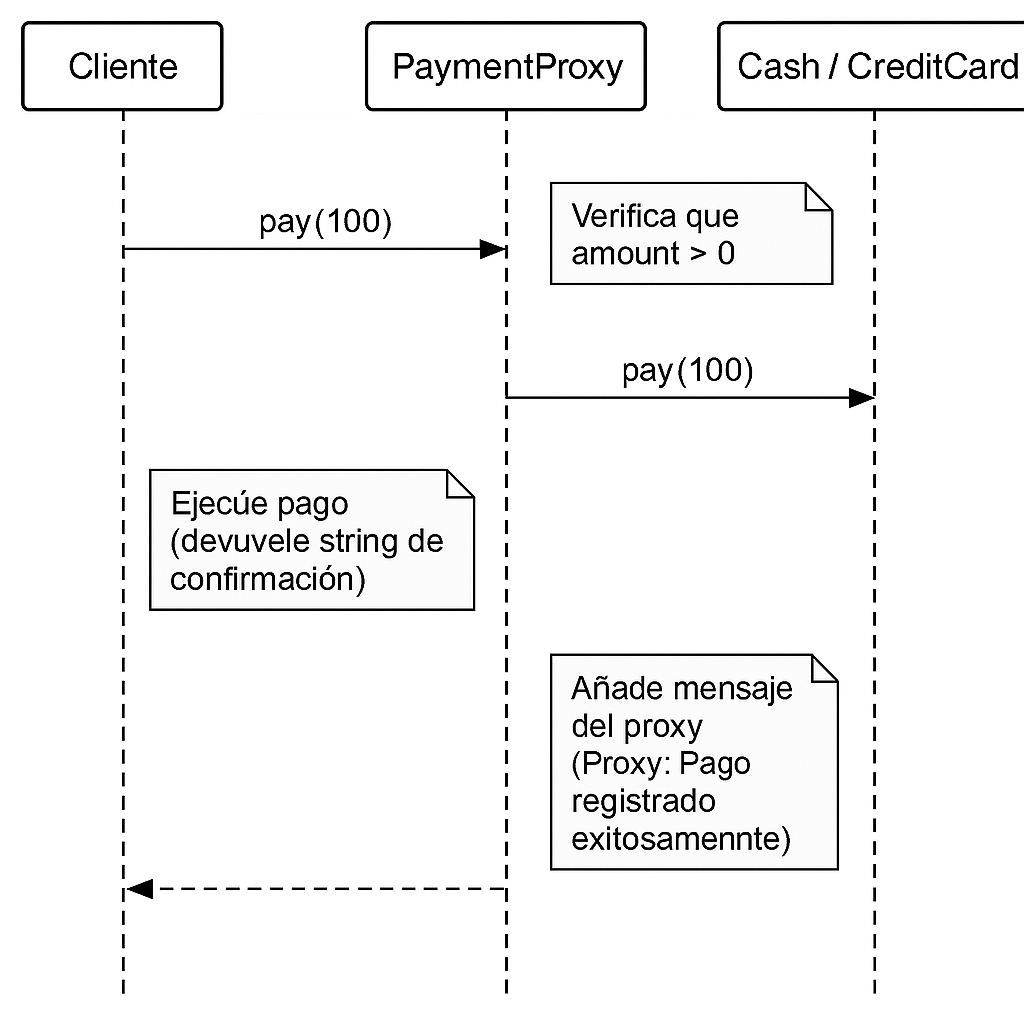 Cliente
PaymentProxy
Cash / CreditCard
pay(100)
Verifica que
amount > 0
pay(100)
Ejecúe pago
(devuvele string de
confirmación)
Añade mensaje
del proxy
(Proxy: Pago
registrado
exitosamennte)